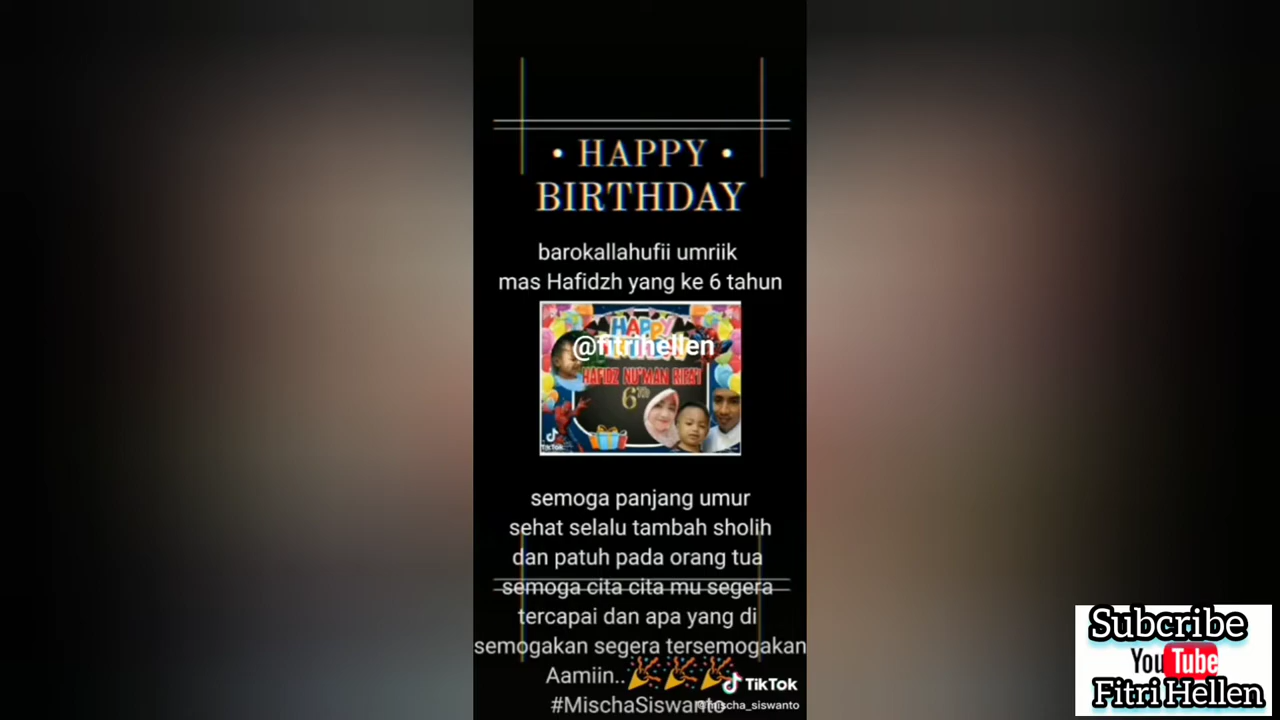 • HAPPY •
BIRTHDAY
barokallahufii umriik
mas Hafidzh yang ke 6 tahun
HAPPY
@fitrihellen
HAFIDZ NU'MAN RIFA'I
6Th
TikTok
semoga panjang umur
sehat selalu tambah sholih
dan patuh pada orang tua
semoga cita cita mu segera
tercapai dan apa yang di
semogakan segera tersemogakan
Aamiin..🎉🎉🎉
TikTok
#MischaSiswanto
@mischa_siswanto
Subcribe
YouTube
Fitri Hellen